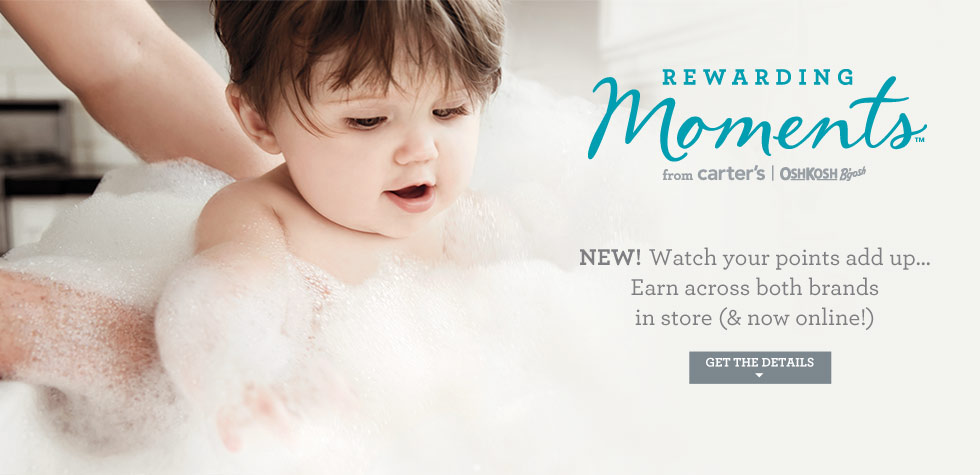 REWARDING
Moments™
from carter's | OSHKOSH B'gosh
NEW! Watch your points add up...
Earn across both brands
in store (& now online!)
GET THE DETAILS